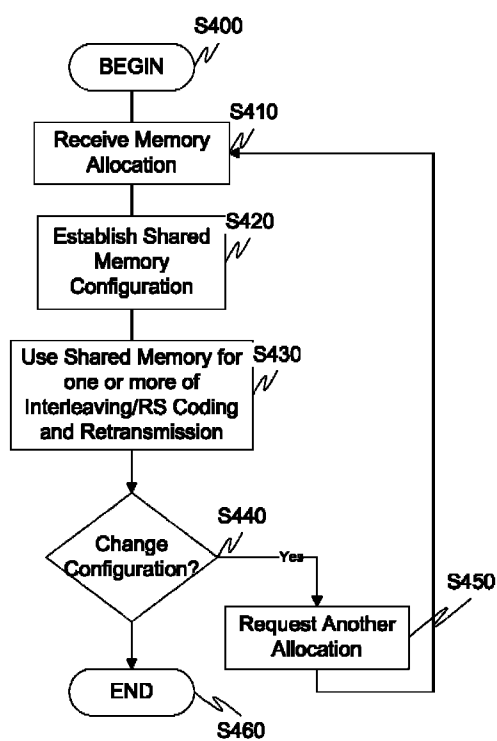 S400
BEGIN
S410
Receive Memory
Allocation
S420
Establish Shared
Memory
Configuration
Use Shared Memory for
one or more of
Interleaving/RS Coding
and Retransmission
S430
S440
Change
Configuration?
Yes
S450
Request Another
Allocation
END
S460